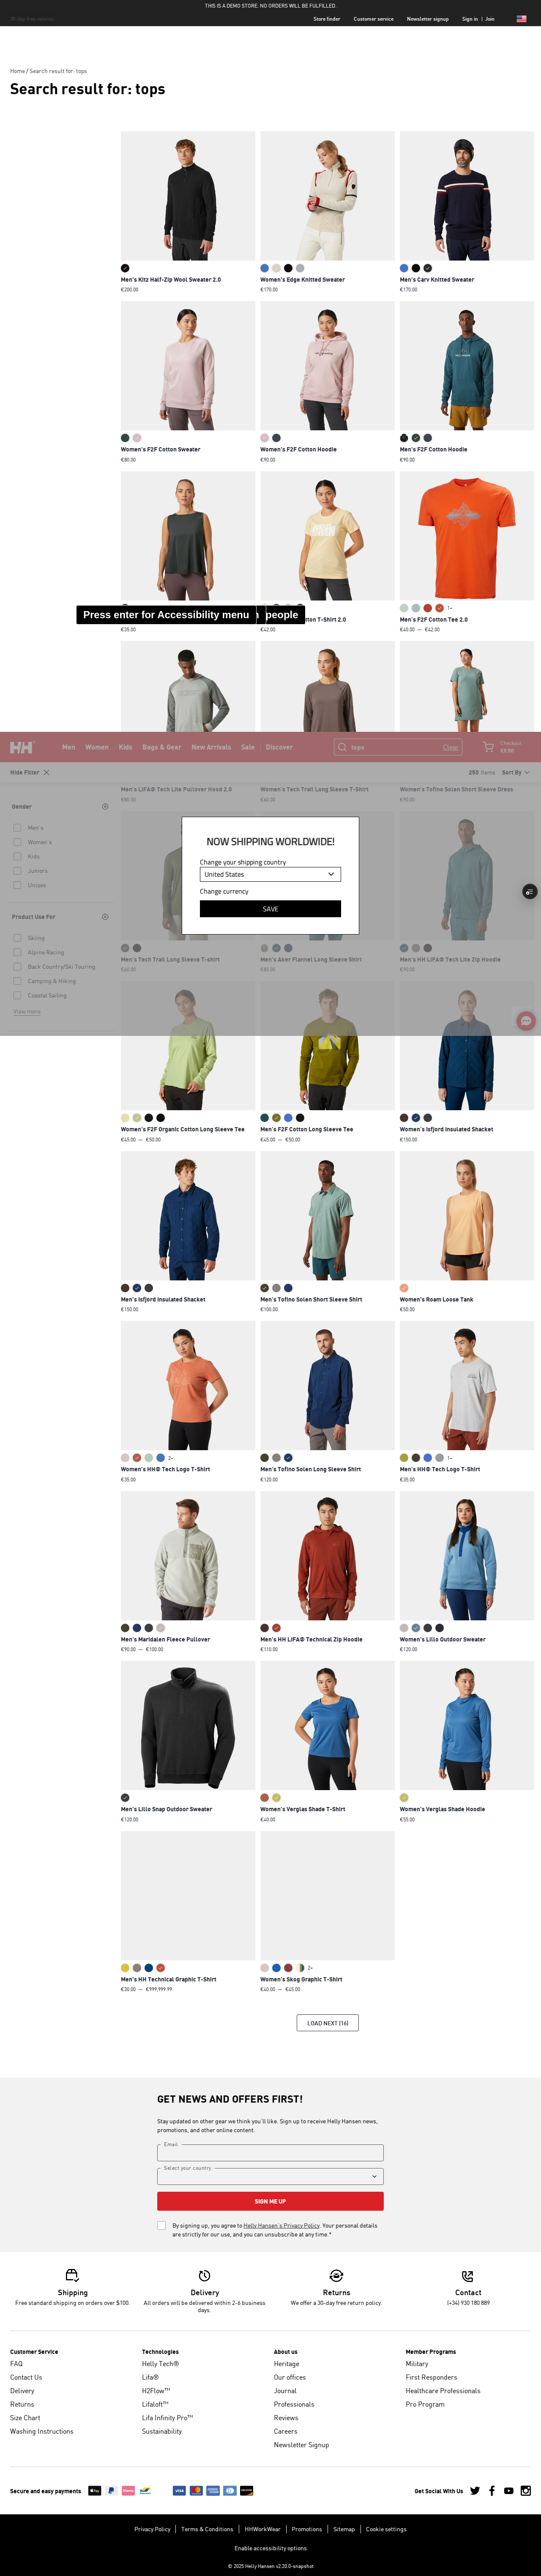 THIS IS A DEMO STORE. NO ORDERS WILL BE FULFILLED.
Store finder
Customer service
Newsletter signup
Sign in | Join
Home / Search result for: tops
Search result for: tops
Men's Kitz Half-Zip Wool Sweater 2.0
€200.00
Women's Edge Knitted Sweater
€170.00
Men's Carv Knitted Sweater
€170.00
Women's F2F Cotton Sweater
€80.00
Women's F2F Cotton Hoodie
€90.00
Men's F2F Cotton Hoodie
€90.00
1+
Press enter for Accessibility menu
people
tton T-Shirt 2.0
Men's F2F Cotton Tee 2.0
€35.00
€42.00
€40.00 — €42.00
HH
Men
Women
Kids
Bags & Gear
New Arrivals
Sale
Discover
tops
Clear
Checkout
€0.00
Hide Filter
258 items
Sort By
Men's LIFA® Tech Lite Pullover Hood 2.0
€80.00
Women's Tech Trail Long Sleeve T-Shirt
€60.00
Women's Tofino Solen Short Sleeve Dress
€90.00
Gender
Men's
Women's
Kids
Juniors
Unisex
NOW SHIPPING WORLDWIDE!
Change your shipping country
United States
Change currency
SAVE
Product Use For
Skiing
Alpine Racing
Back Country/Ski Touring
Camping & Hiking
Coastal Sailing
View more
Men's Tech Trail Long Sleeve T-shirt
€60.00
Men's Aker Flannel Long Sleeve Shirt
€85.00
Men's HH LIFA® Tech Lite Zip Hoodie
€90.00
Women's F2F Organic Cotton Long Sleeve Tee
€45.00 — €50.00
Men's F2F Cotton Long Sleeve Tee
€45.00 — €50.00
Women's Isfjord Insulated Shacket
€150.00
Men's Isfjord Insulated Shacket
€150.00
Men's Tofino Solen Short Sleeve Shirt
€100.00
Women's Roam Loose Tank
€50.00
2+
Women's HH® Tech Logo T-Shirt
€35.00
Men's Tofino Solen Long Sleeve Shirt
€120.00
1+
Men's HH® Tech Logo T-Shirt
€35.00
Men's Maridalen Fleece Pullover
€90.00 — €100.00
Men's HH LIFA® Technical Zip Hoodie
€110.00
Women's Lillo Outdoor Sweater
€120.00
Men's Lillo Snap Outdoor Sweater
€120.00
Women's Verglas Shade T-Shirt
€40.00
Women's Verglas Shade Hoodie
€55.00
Men's HH Technical Graphic T-Shirt
€30.00 — €999,999.99
2+
Women's Skog Graphic T-Shirt
€40.00 — €45.00
LOAD NEXT (16)
GET NEWS AND OFFERS FIRST!
Stay updated on other gear we think you'll like. Sign up to receive Helly Hansen news, promotions, and other online content.
Email
Select your country
SIGN ME UP
By signing up, you agree to Helly Hansen's Privacy Policy. Your personal details are strictly for our use, and you can unsubscribe at any time.*
Shipping
Free standard shipping on orders over $100.
Delivery
All orders will be delivered within 2-6 business days.
Returns
We offer a 30-day free return policy.
Contact
(+34) 930 180 889
Customer Service
FAQ
Contact Us
Delivery
Returns
Size Chart
Washing Instructions
Technologies
Helly Tech®
Lifa®
H2Flow™
Lifaloft™
Lifa Infinity Pro™
Sustainability
About us
Heritage
Our offices
Journal
Professionals
Reviews
Careers
Newsletter Signup
Member Programs
Military
First Responders
Healthcare Professionals
Pro Program
Secure and easy payments
Get Social With Us
Privacy Policy
Terms & Conditions
HHWorkWear
Promotions
Sitemap
Cookie settings
Enable accessibility options
© 2025 Helly Hansen v2.20.0-snapshot